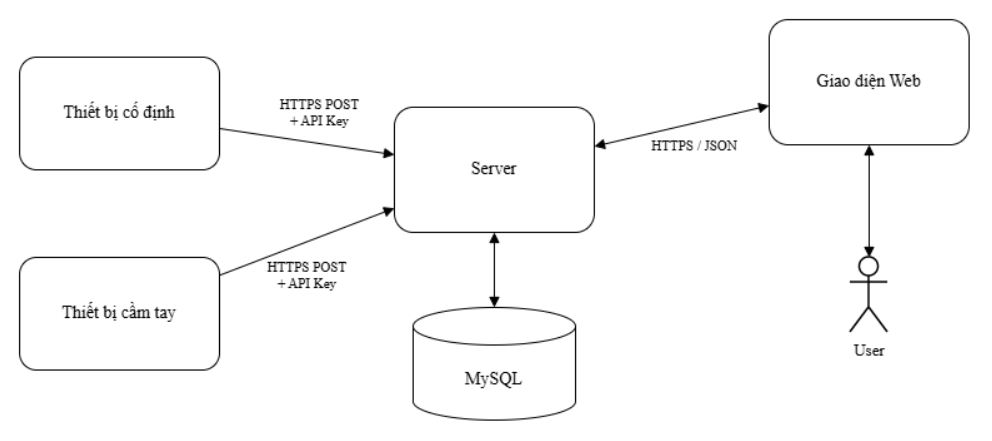 Giao diện Web
Thiết bị cố định
HTTPS POST
+ API Key
Server
HTTPS / JSON
HTTPS POST
+ API Key
Thiết bị cầm tay
User
MySQL